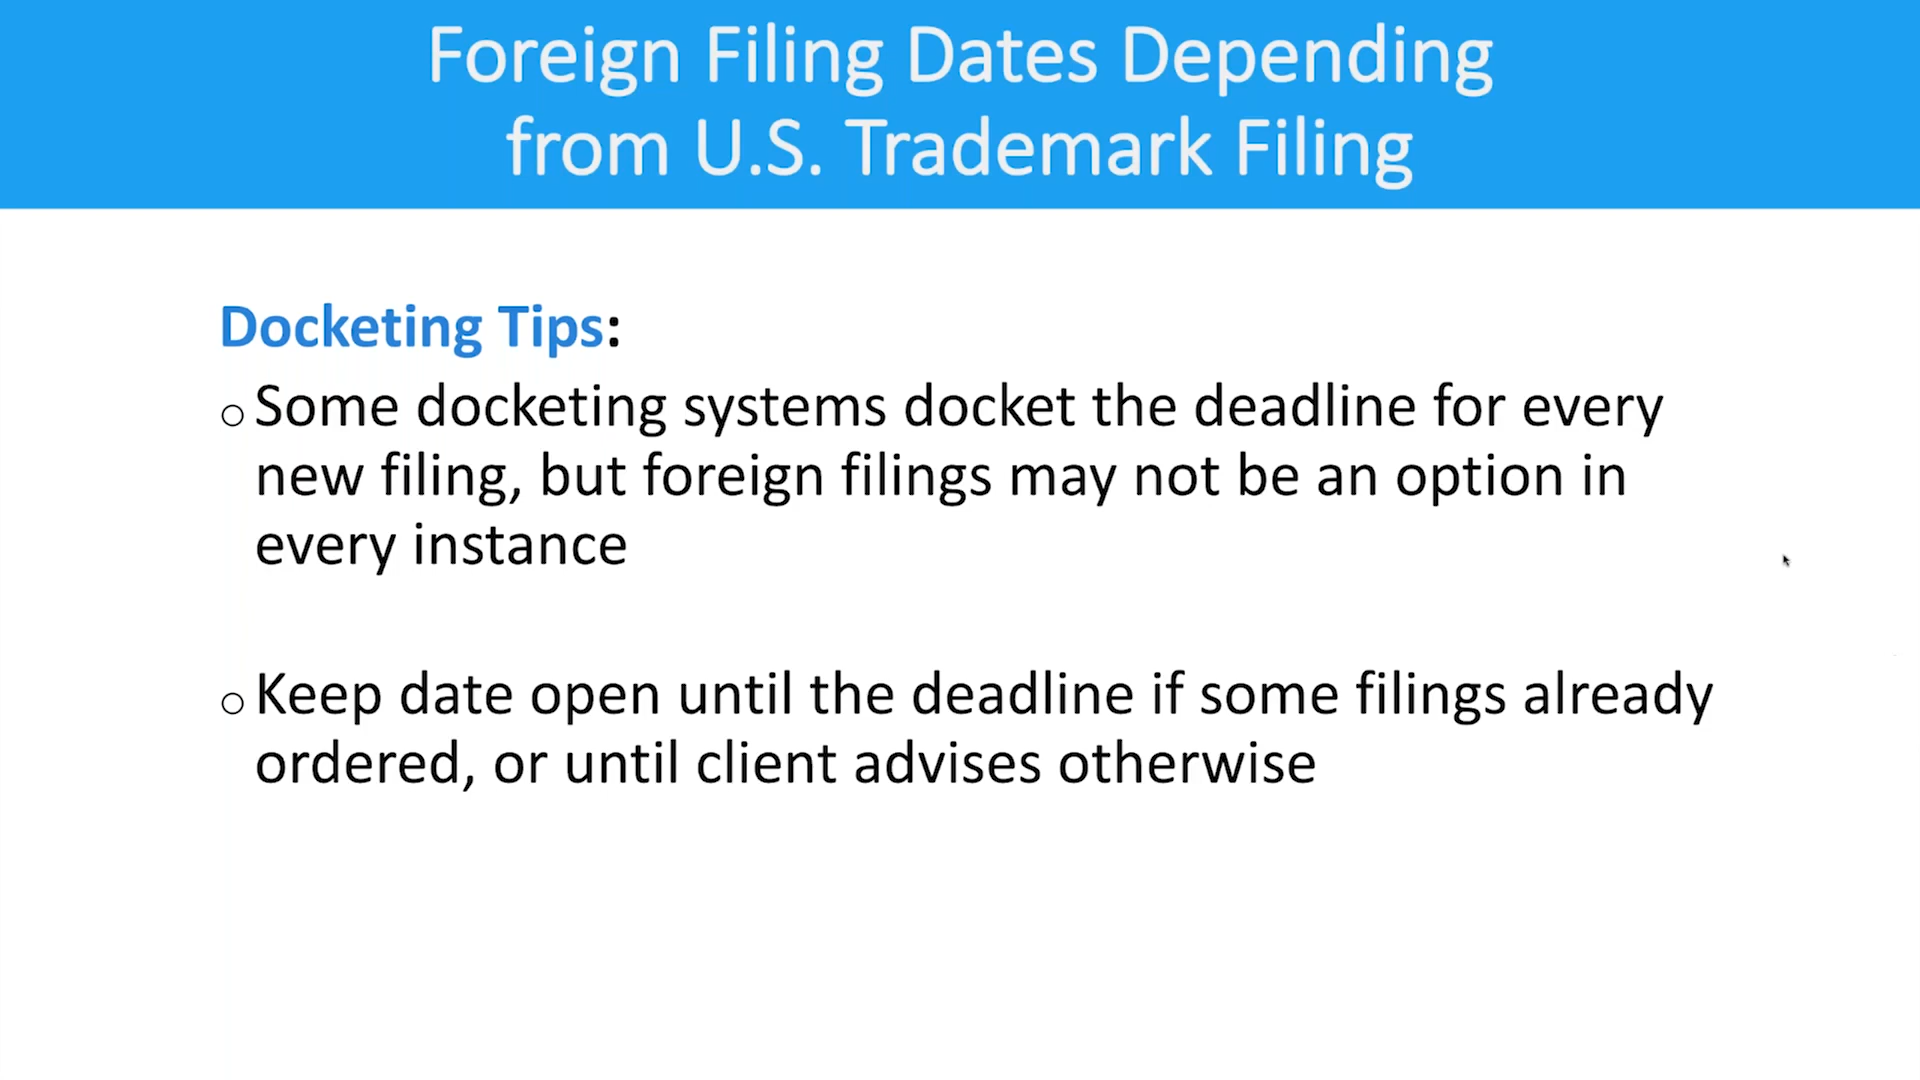 Foreign Filing Dates Depending
from U.S. Trademark Filing
Docketing Tips:
○ Some docketing systems docket the deadline for every
new filing, but foreign filings may not be an option in
every instance
○ Keep date open until the deadline if some filings already
ordered, or until client advises otherwise